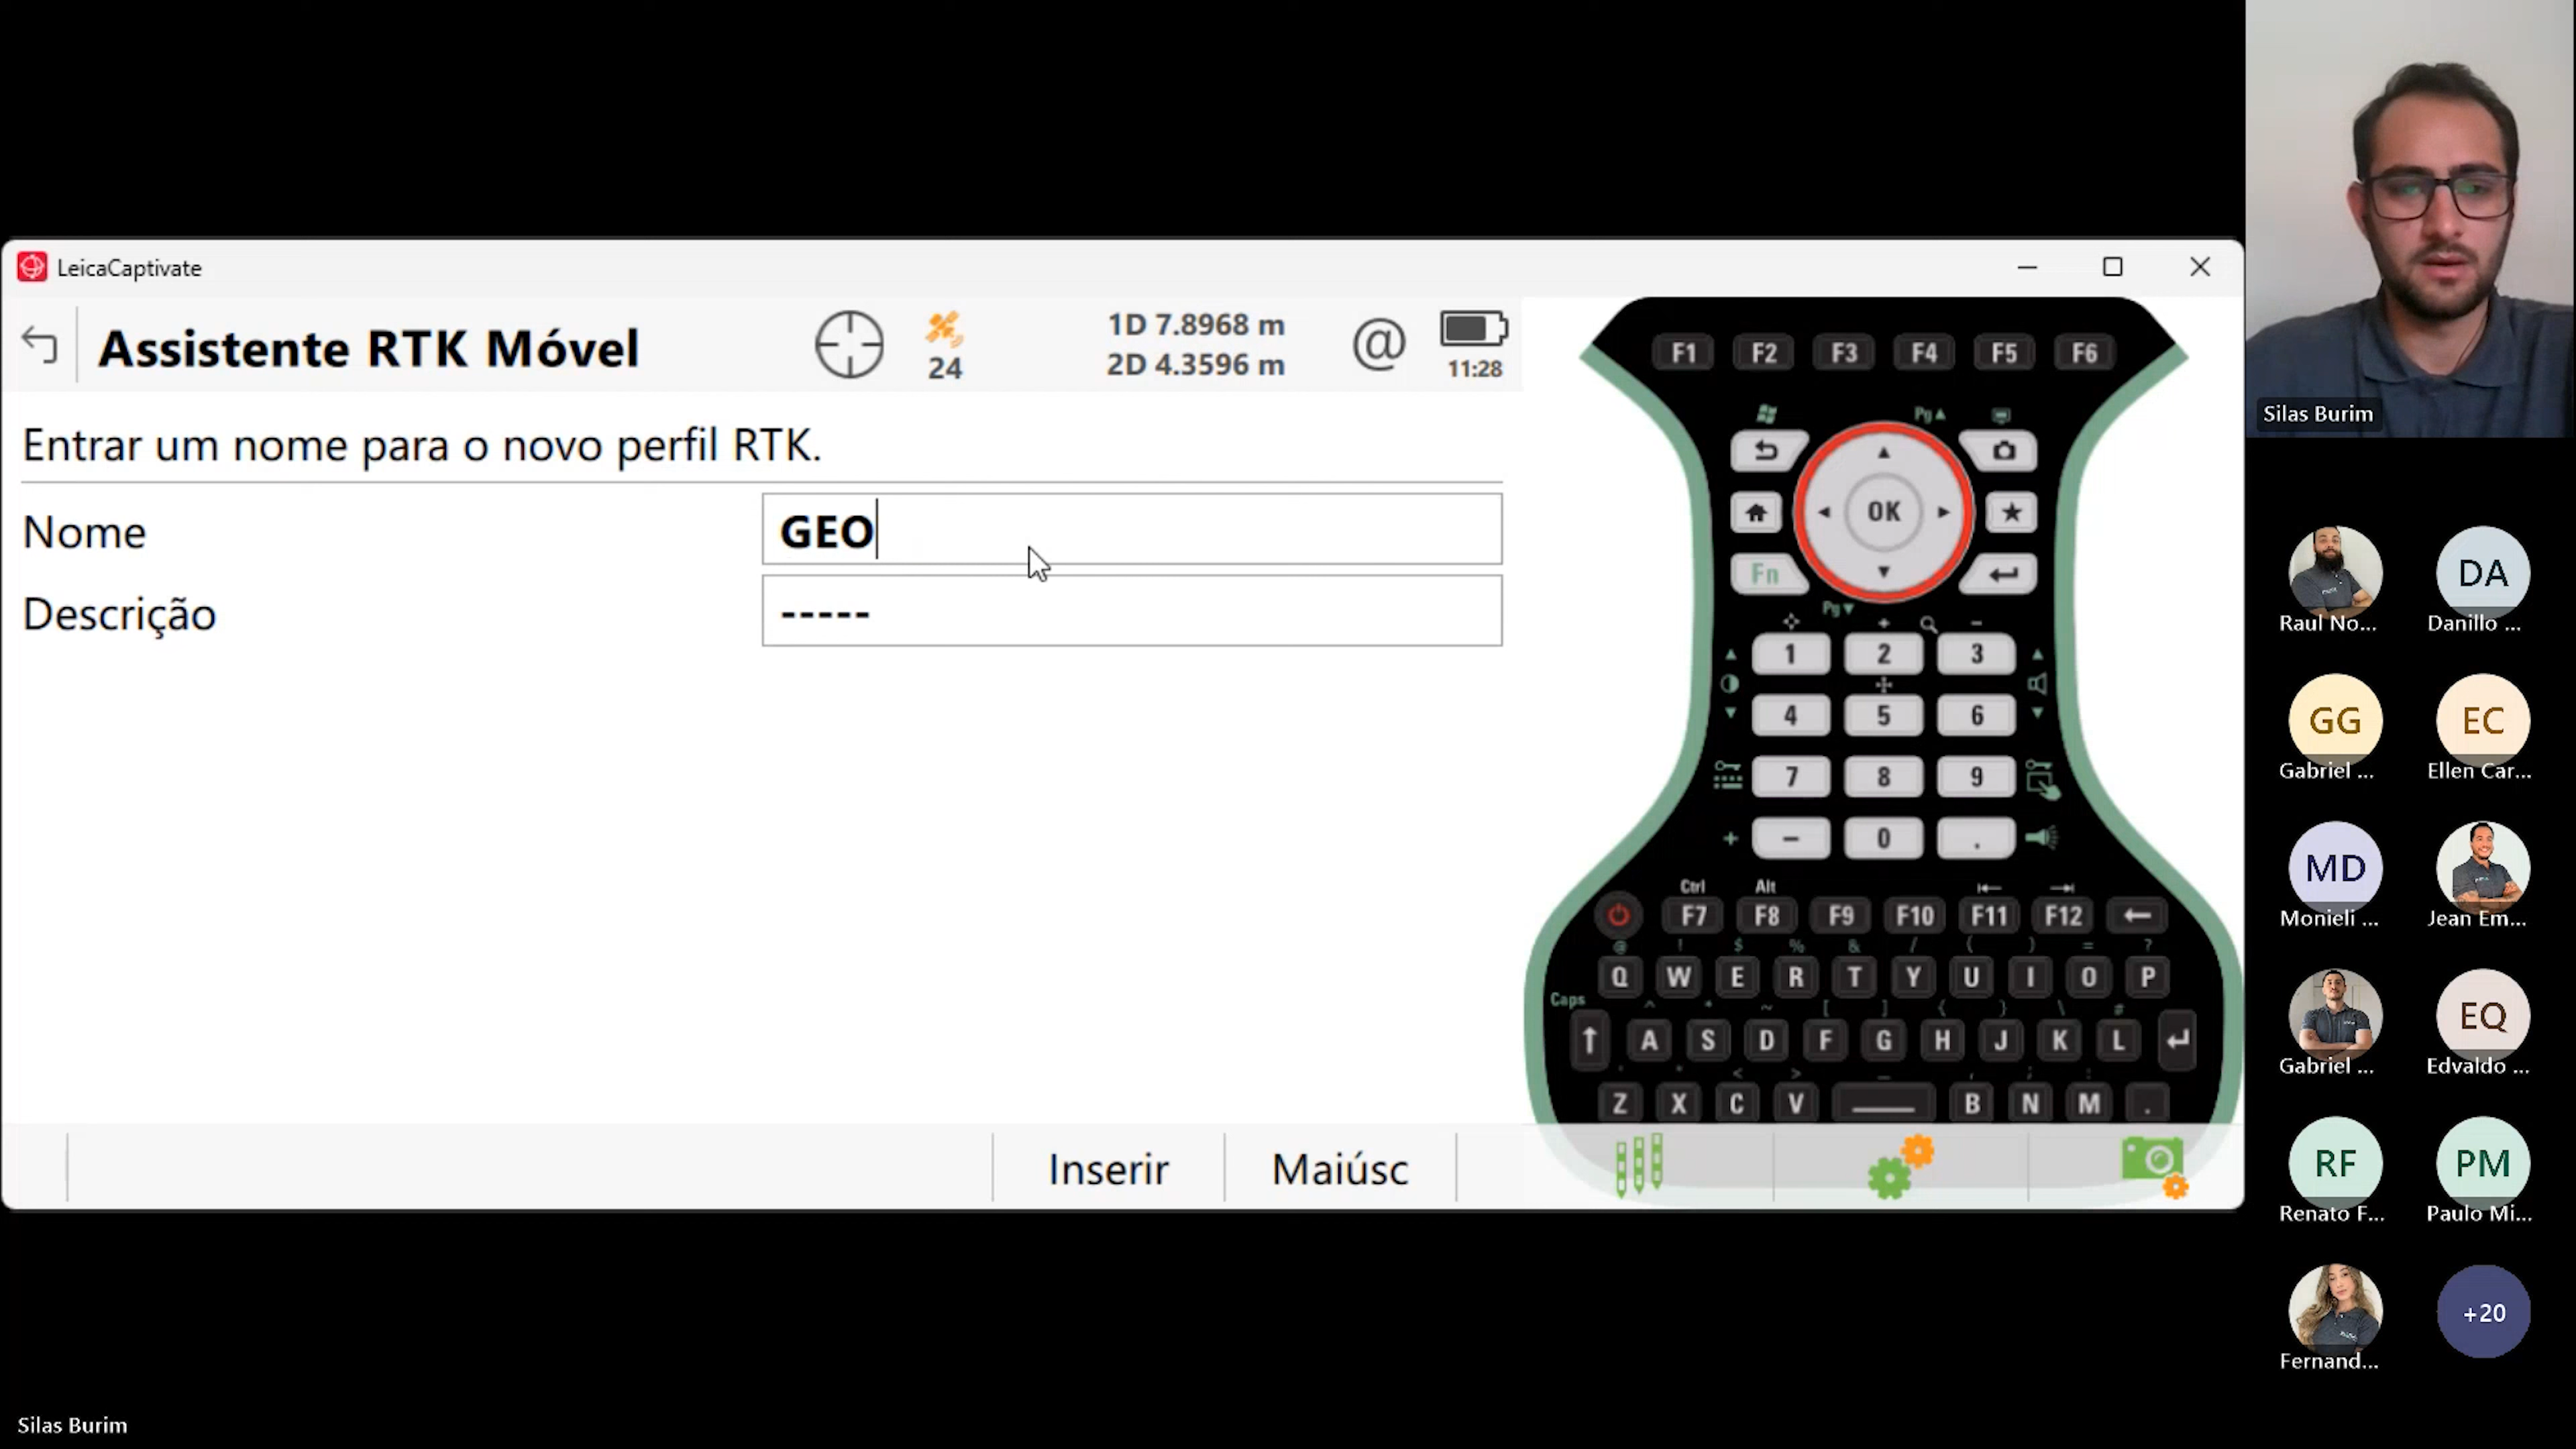 LeicaCaptivate
Assistente RTK Móvel
24
1D 7.8968 m
2D 4.3596 m
@
11:28
Entrar um nome para o novo perfil RTK.
Nome
GEO
Descrição
-----
Inserir
Maiúsc
F1 F2 F3 F4 F5 F6
Pg
OK
Fn
Pg
+ -
1 2 3
4 5 6
7 8 9
+ - 0 .
Ctrl Alt
F7 F8 F9 F10 F11 F12
@ ! $ % & / ( ) = ?
Q W E R T Y U I O P
Caps
A S D F G H J K L
Z X C V B N M .
Silas Burim
Raul No...
DA
Danillo ...
GG
Gabriel ...
EC
Ellen Car...
MD
Monieli ...
Jean Em...
Gabriel ...
EQ
Edvaldo ...
RF
Renato F...
PM
Paulo Mi...
Fernand...
+20
Silas Burim